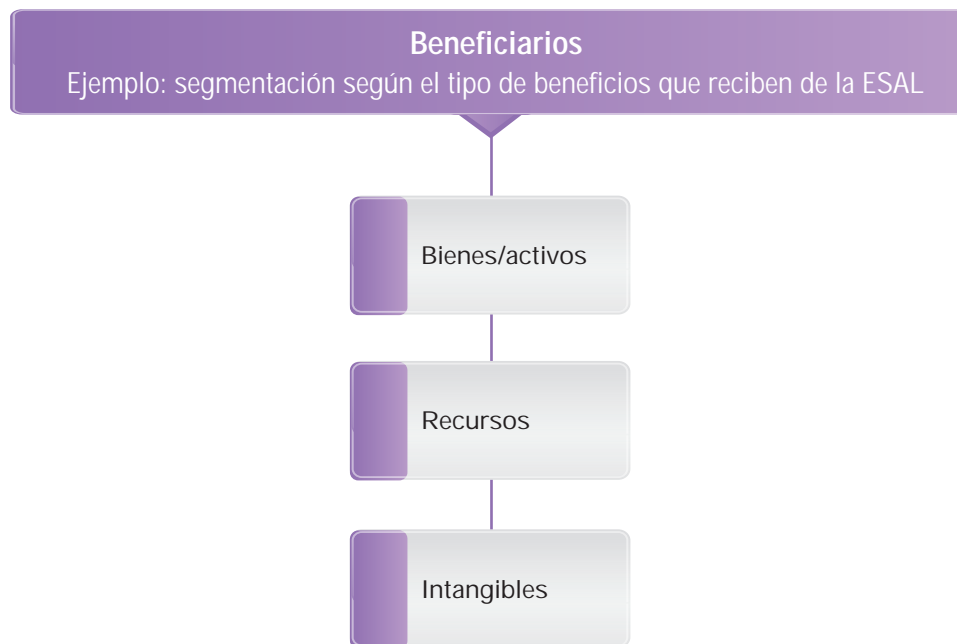 Beneficiarios
Ejemplo: segmentación según el tipo de beneficios que reciben de la ESAL
Bienes/activos
Recursos
Intangibles